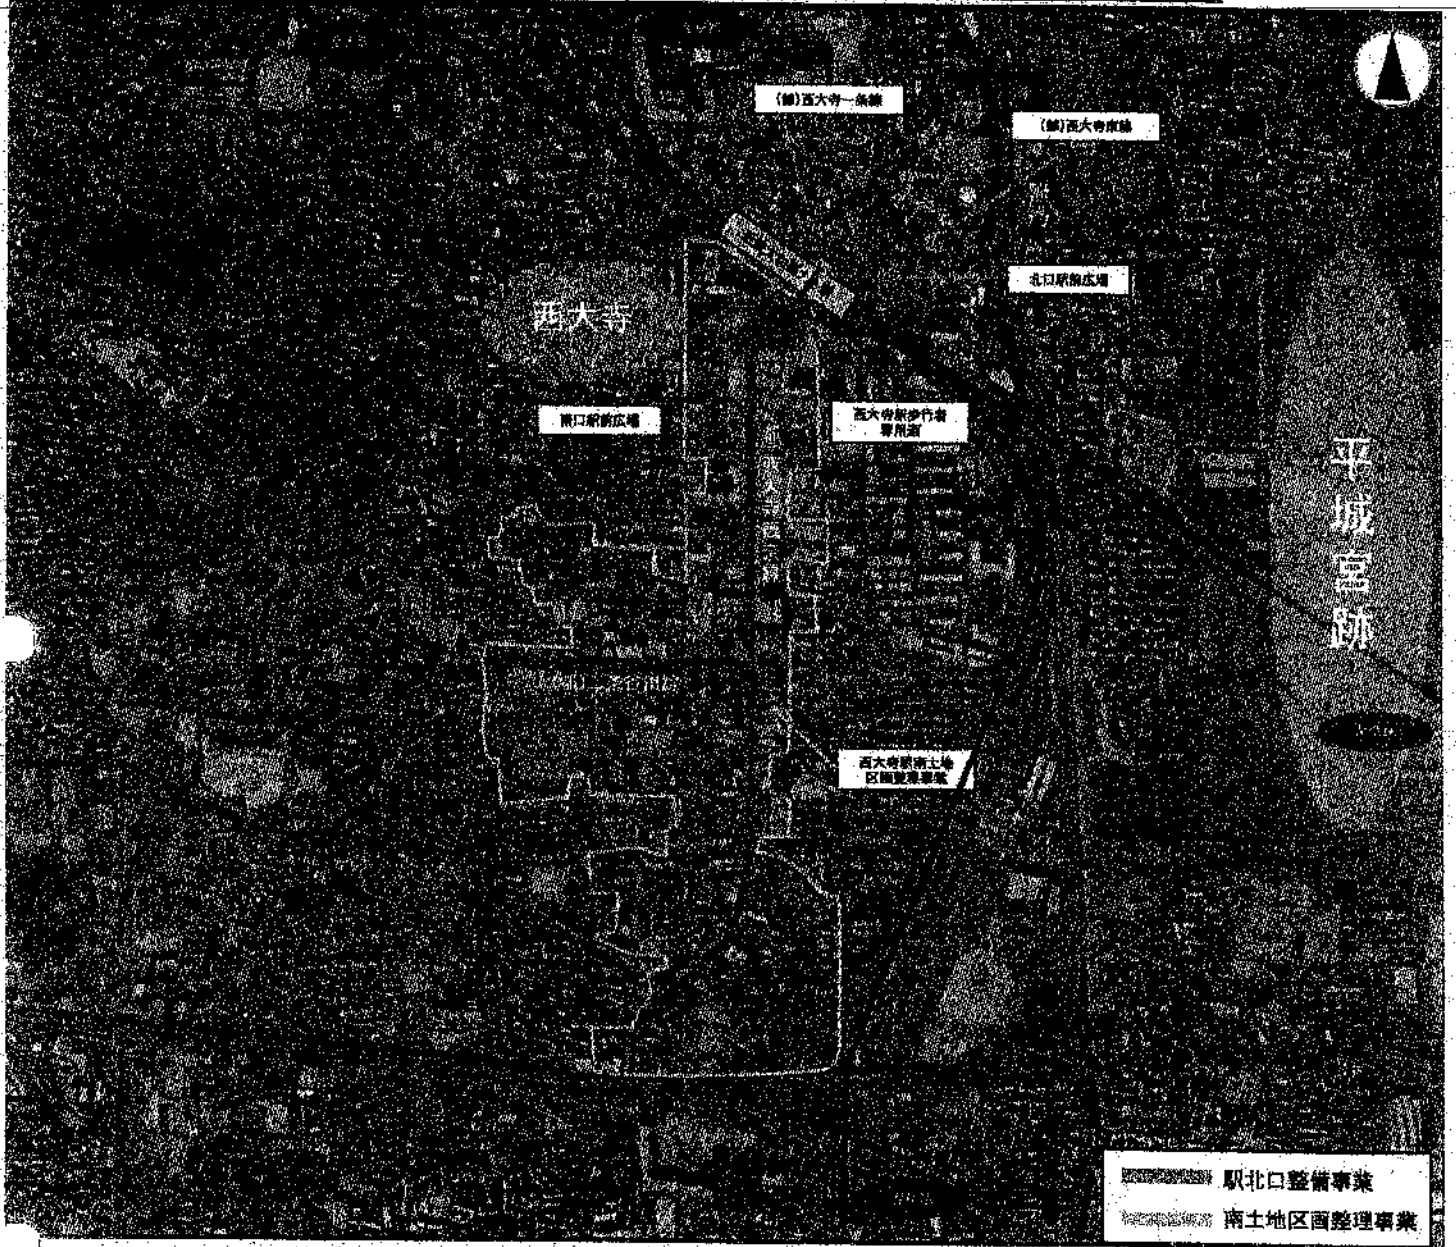 (都)西大寺一条線
(都)西大寺東線
北口駅前広場
西大寺
南口駅前広場
西大寺駅歩行者
専用道
平城宮跡
西大寺駅南土地
区画整理事業
駅北口整備事業
南土地区画整理事業